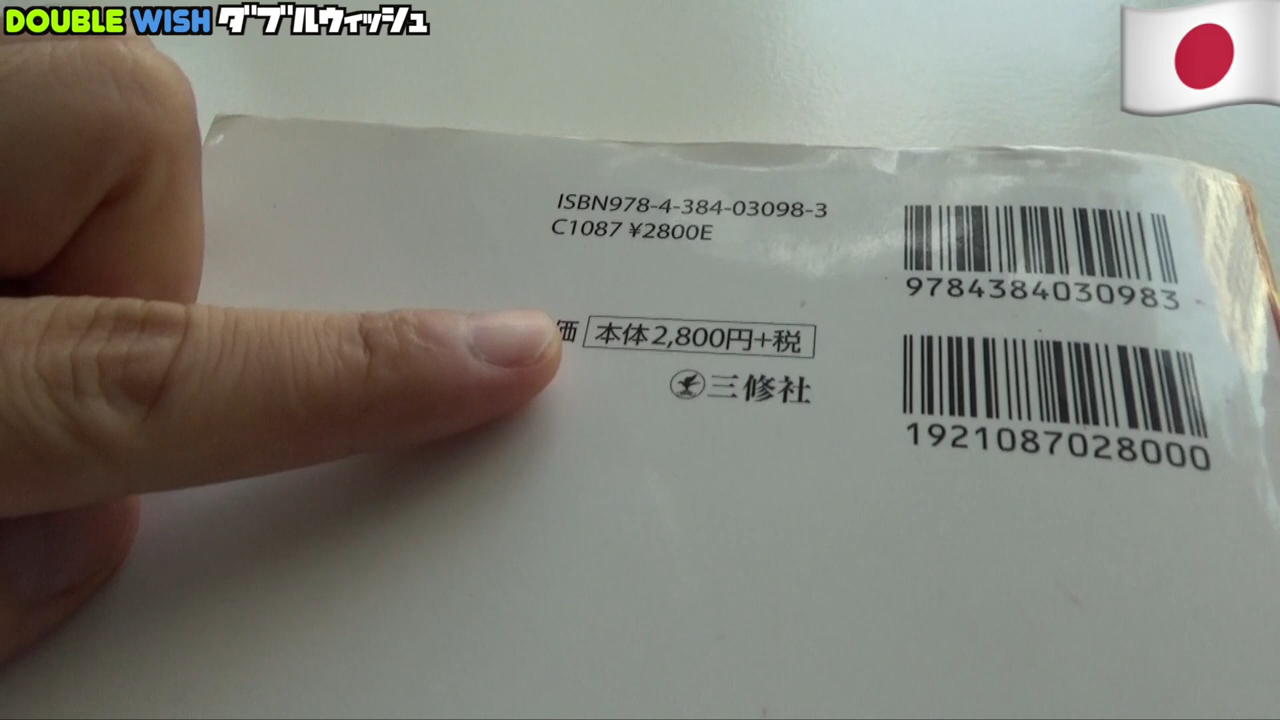 DOUBLE WISH ダブルウィッシュ
ISBN978-4-384-03098-3
C1087 ¥2800E
9784384030983
価 本体2,800円+税
三修社
1921087028000